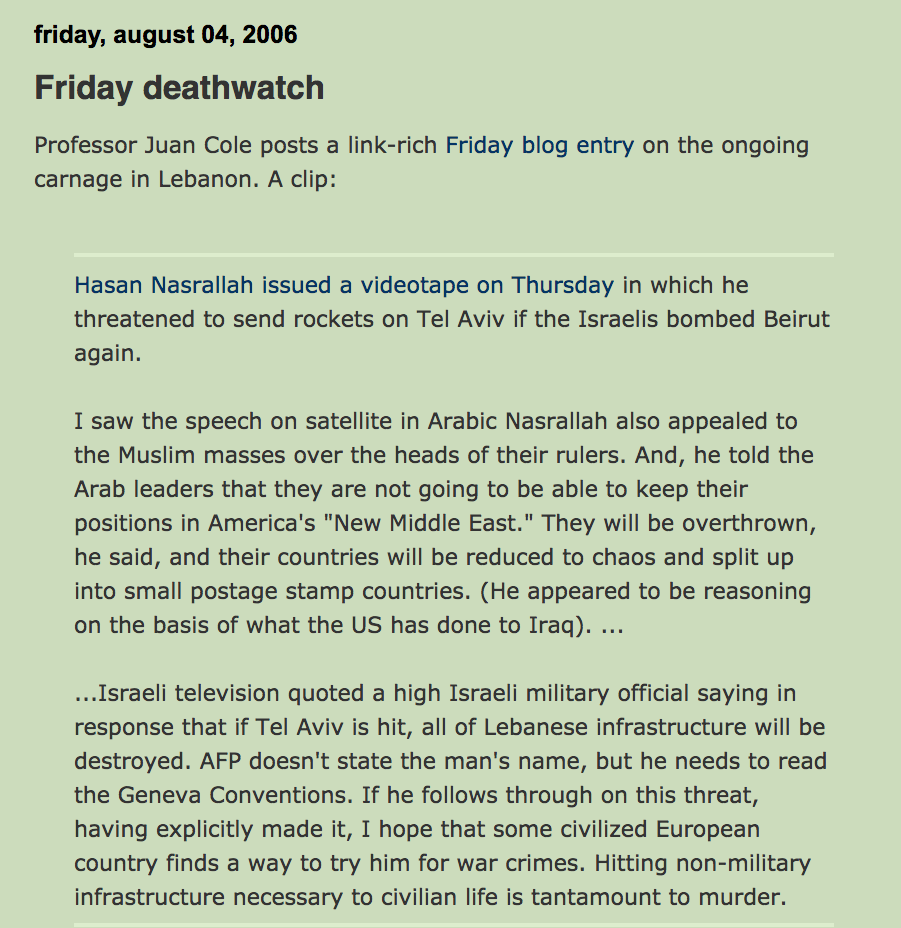 friday, august 04, 2006
Friday deathwatch
Professor Juan Cole posts a link-rich Friday blog entry on the ongoing
carnage in Lebanon. A clip:
Hasan Nasrallah issued a videotape on Thursday in which he
threatened to send rockets on Tel Aviv if the Israelis bombed Beirut
again.
I saw the speech on satellite in Arabic Nasrallah also appealed to
the Muslim masses over the heads of their rulers. And, he told the
Arab leaders that they are not going to be able to keep their
positions in America's "New Middle East." They will be overthrown,
he said, and their countries will be reduced to chaos and split up
into small postage stamp countries. (He appeared to be reasoning
on the basis of what the US has done to Iraq). ...
...Israeli television quoted a high Israeli military official saying in
response that if Tel Aviv is hit, all of Lebanese infrastructure will be
destroyed. AFP doesn't state the man's name, but he needs to read
the Geneva Conventions. If he follows through on this threat,
having explicitly made it, I hope that some civilized European
country finds a way to try him for war crimes. Hitting non-military
infrastructure necessary to civilian life is tantamount to murder.